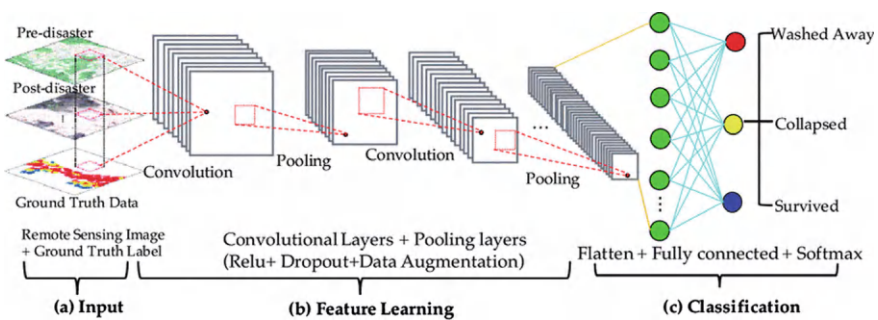 Pre-disaster
Post-disaster
Ground Truth Data
Remote Sensing Image
+ Ground Truth Label
(a) Input
Convolution
Pooling
Convolution
...
Pooling
Convolutional Layers + Pooling layers
(Relu+ Dropout+Data Augmentation)
(b) Feature Learning
Washed Away
Collapsed
Survived
Flatten + Fully connected + Softmax
(c) Classification